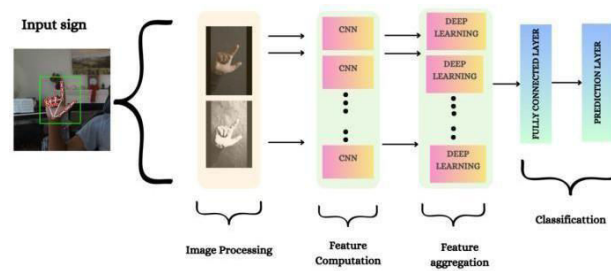 Input sign
CNN
CNN
CNN
DEEP
LEARNING
DEEP
LEARNING
DEEP
LEARNING
FULLY CONNECTED LAYER
PREDICTION LAYER
Image Processing
Feature
Computation
Feature
aggregation
Classificattion